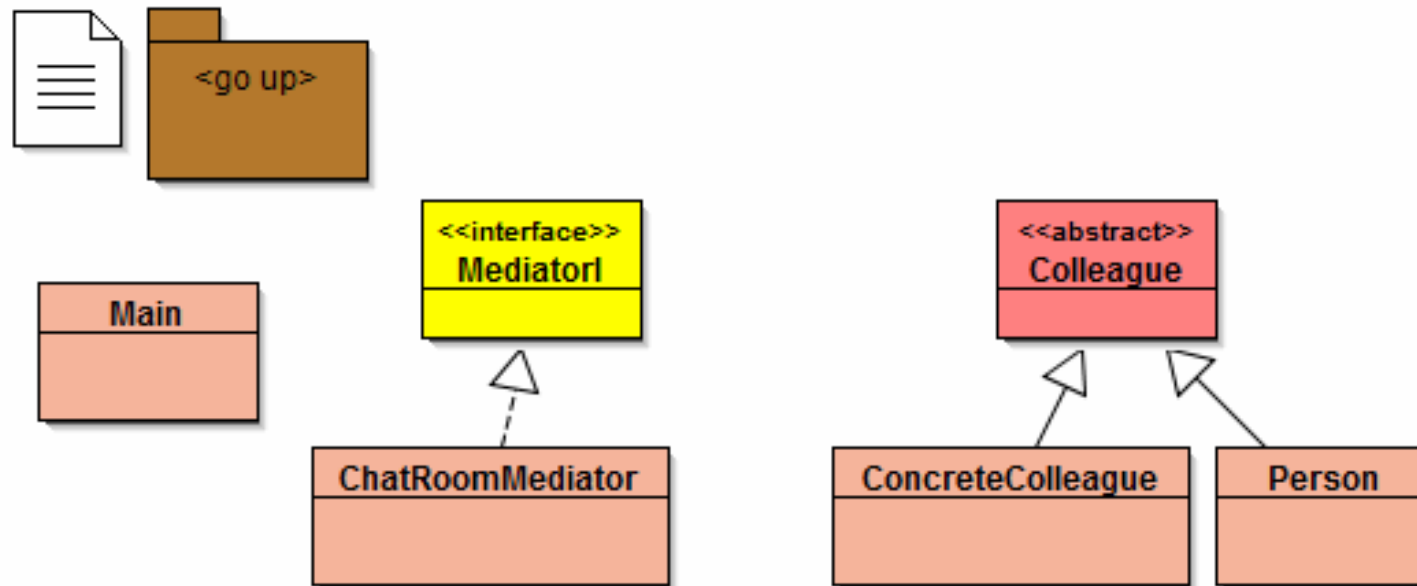 <go up>
<<interface>>
MediatorI
<<abstract>>
Colleague
Main
ChatRoomMediator
ConcreteColleague
Person